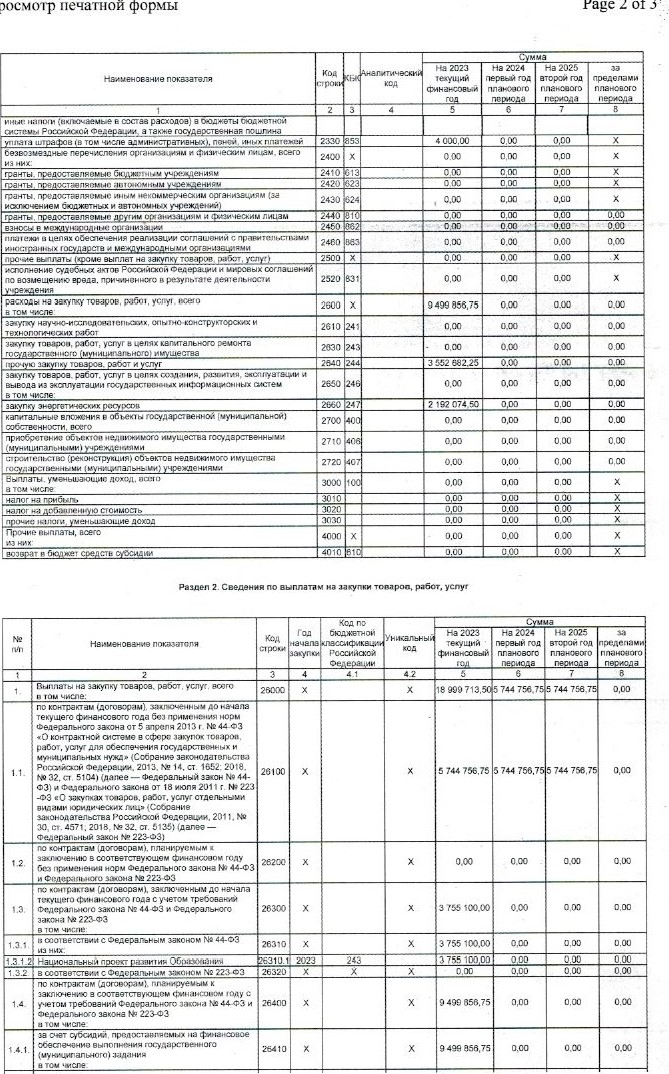 росмотр печатной формы
Page 2 of 3
Наименование показателя Код строки КБК Аналитический код Сумма
На 2023 текущий финансовый год На 2024 первый год планового периода На 2025 второй год планового периода за пределами планового периода
1 2 3 4 5 6 7 8
иные налоги (включаемые в состав расходов) в бюджеты бюджетной
системы Российской Федерации, а также государственная пошлина
уплата штрафов (в том числе административных), пеней, иных платежей 2330 853 4 000,00 0,00 0,00 X
безвозмездные перечисления организациям и физическим лицам, всего
из них: 2400 X 0,00 0,00 0,00 X
гранты, предоставляемые бюджетным учреждениям 2410 613 0,00 0,00 0,00 X
гранты, предоставляемые автономным учреждениям 2420 623 0,00 0,00 0,00 X
гранты, предоставляемые иным некоммерческим организациям (за
исключением бюджетных и автономных учреждений) 2430 624 0,00 0,00 0,00 X
гранты, предоставляемые другим организациям и физическим лицам 2440 810 0,00 0,00 0,00 0,00
взносы в международные организации 2450 862 0,00 0,00 0,00 0,00
платежи в целях обеспечения реализации соглашений с правительствами
иностранных государств и международными организациями 2460 863 0,00 0,00 0,00 0,00
прочие выплаты (кроме выплат на закупку товаров, работ, услуг) 2500 X 0,00 0,00 0,00 X
исполнение судебных актов Российской Федерации и мировых соглашений
по возмещению вреда, причиненного в результате деятельности
учреждения 2520 831 0,00 0,00 0,00 X
расходы на закупку товаров, работ, услуг, всего
в том числе: 2600 X 9 499 856,75 0,00 0,00 0,00
закупку научно-исследовательских, опытно-конструкторских и
технологических работ 2610 241 0,00 0,00 0,00 0,00
закупку товаров, работ, услуг в целях капитального ремонта
государственного (муниципального) имущества 2630 243 0,00 0,00 0,00 0,00
прочую закупку товаров, работ и услуг 2640 244 3 552 682,25 0,00 0,00 0,00
закупку товаров, работ, услуг в целях создания, развития, эксплуатации и
вывода из эксплуатации государственных информационных систем
в том числе: 2650 246 0,00 0,00 0,00 0,00
закупку энергетических ресурсов 2660 247 2 192 074,50 0,00 0,00 0,00
капитальные вложения в объекты государственной (муниципальной)
собственности, всего 2700 400 0,00 0,00 0,00 0,00
приобретение объектов недвижимого имущества государственными
(муниципальными) учреждениями 2710 406 0,00 0,00 0,00 0,00
строительство (реконструкция) объектов недвижимого имущества
государственными (муниципальными) учреждениями 2720 407 0,00 0,00 0,00 0,00
Выплаты, уменьшающие доход, всего
в том числе: 3000 100 0,00 0,00 0,00 X
налог на прибыль 3010 0,00 0,00 0,00 X
налог на добавленную стоимость 3020 0,00 0,00 0,00 X
прочие налоги, уменьшающие доход 3030 0,00 0,00 0,00 X
Прочие выплаты, всего
из них: 4000 X 0,00 0,00 0,00 X
возврат в бюджет средств субсидии 4010 610 0,00 0,00 0,00 X
Раздел 2. Сведения по выплатам на закупки товаров, работ, услуг
№ п/п Наименование показателя Код строки Год начала закупки Код по бюджетной классификации Российской Федерации Уникальный код Сумма
На 2023 текущий финансовый год На 2024 первый год планового периода На 2025 второй год планового периода за пределами планового периода
1 2 3 4 4.1 4.2 5 6 7 8
1. Выплаты на закупку товаров, работ, услуг, всего
в том числе: 26000 X X 18 999 713,50 5 744 756,75 5 744 756,75 0,00
по контрактам (договорам), заключенным до начала
текущего финансового года без применения норм
Федерального закона от 5 апреля 2013 г. № 44-ФЗ
«О контрактной системе в сфере закупок товаров,
работ, услуг для обеспечения государственных и
муниципальных нужд» (Собрание законодательства
Российской Федерации, 2013, № 14, ст. 1652; 2018,
1.1. № 32, ст. 5104) (далее — Федеральный закон № 44- 26100 X X 5 744 756,75 5 744 756,75 5 744 756,75 0,00
ФЗ) и Федерального закона от 18 июля 2011 г. № 223
-ФЗ «О закупках товаров, работ, услуг отдельными
видами юридических лиц» (Собрание
законодательства Российской Федерации, 2011, №
30, ст. 4571; 2018, № 32, ст. 5135) (далее —
Федеральный закон № 223-ФЗ)
по контрактам (договорам), планируемым к
1.2. заключению в соответствующем финансовом году 26200 X X 0,00 0,00 0,00 0,00
без применения норм Федерального закона № 44-ФЗ
и Федерального закона № 223-ФЗ
по контрактам (договорам), заключенным до начала
текущего финансового года с учетом требований
1.3. Федерального закона № 44-ФЗ и Федерального 26300 X X 3 755 100,00 0,00 0,00 0,00
закона № 223-ФЗ
в том числе:
1.3.1. в соответствии с Федеральным законом № 44-ФЗ
из них: 26310 X X 3 755 100,00 0,00 0,00 0,00
1.3.1.2 Национальный проект развития Образования 26310.1 2023 243 3 755 100,00 0,00 0,00 0,00
1.3.2. в соответствии с Федеральным законом № 223-ФЗ 26320 X X X 0,00 0,00 0,00 0,00
по контрактам (договорам), планируемым к
заключению в соответствующем финансовом году с
1.4. учетом требований Федерального закона № 44-ФЗ и 26400 X X 9 499 856,75 0,00 0,00 0,00
Федерального закона № 223-ФЗ
в том числе:
за счет субсидий, предоставляемых на финансовое
1.4.1. обеспечение выполнения государственного 26410 X X 9 499 856,75 0,00 0,00 0,00
(муниципального) задания
в том числе: